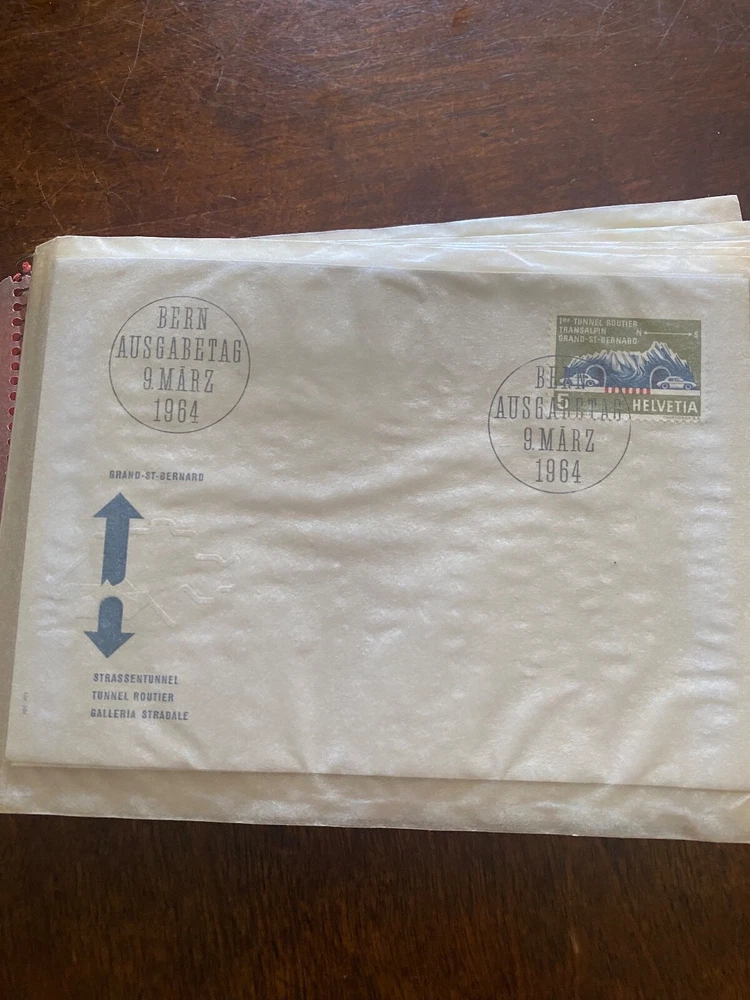 BERN
AUSGABETAG
9.MÄRZ
1964
1er TUNNEL ROUTIER
TRANSALPIN N S
GRAND-ST-BERNARD
5 HELVETIA
BERN
AUSGABETAG
9.MÄRZ
1964
GRAND-ST-BERNARD
STRASSENTUNNEL
TUNNEL ROUTIER
GALLERIA STRADALE